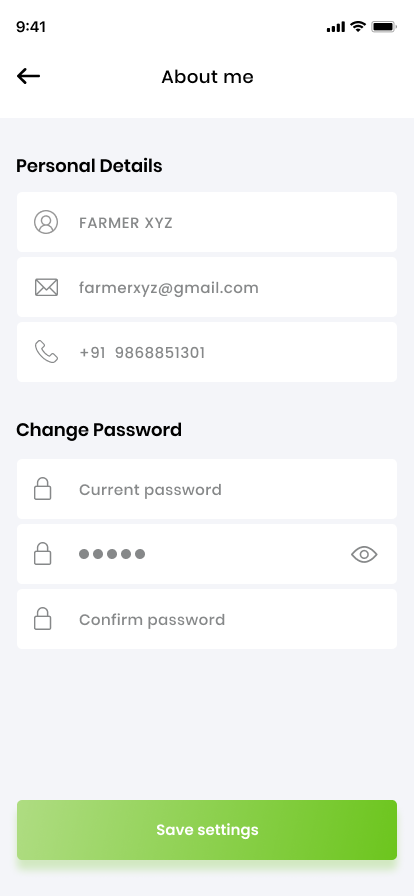 9:41
About me
Personal Details
FARMER XYZ
farmerxyz@gmail.com
+91  9868851301
Change Password
Current password
●●●●●
Confirm password
Save settings